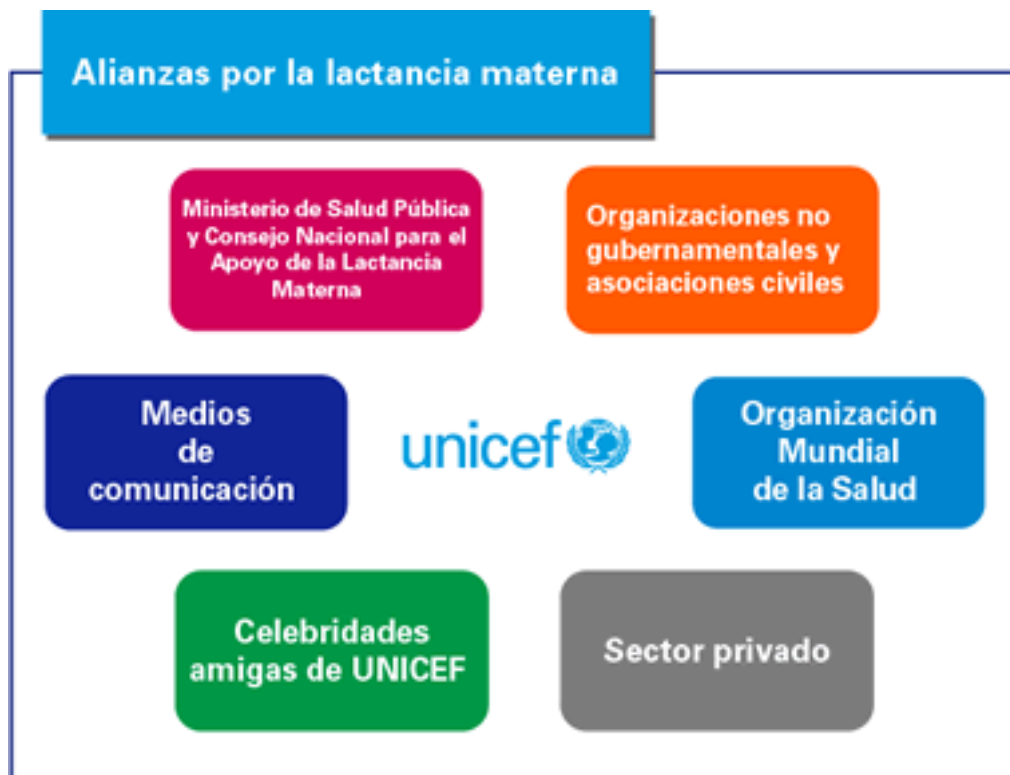 Alianzas por la lactancia materna
Ministerio de Salud Pública
y Consejo Nacional para el
Apoyo de la Lactancia
Materna
Organizaciones no
gubernamentales y
asociaciones civiles
Medios
de
comunicación
unicef
Organización
Mundial
de la Salud
Celebridades
amigas de UNICEF
Sector privado